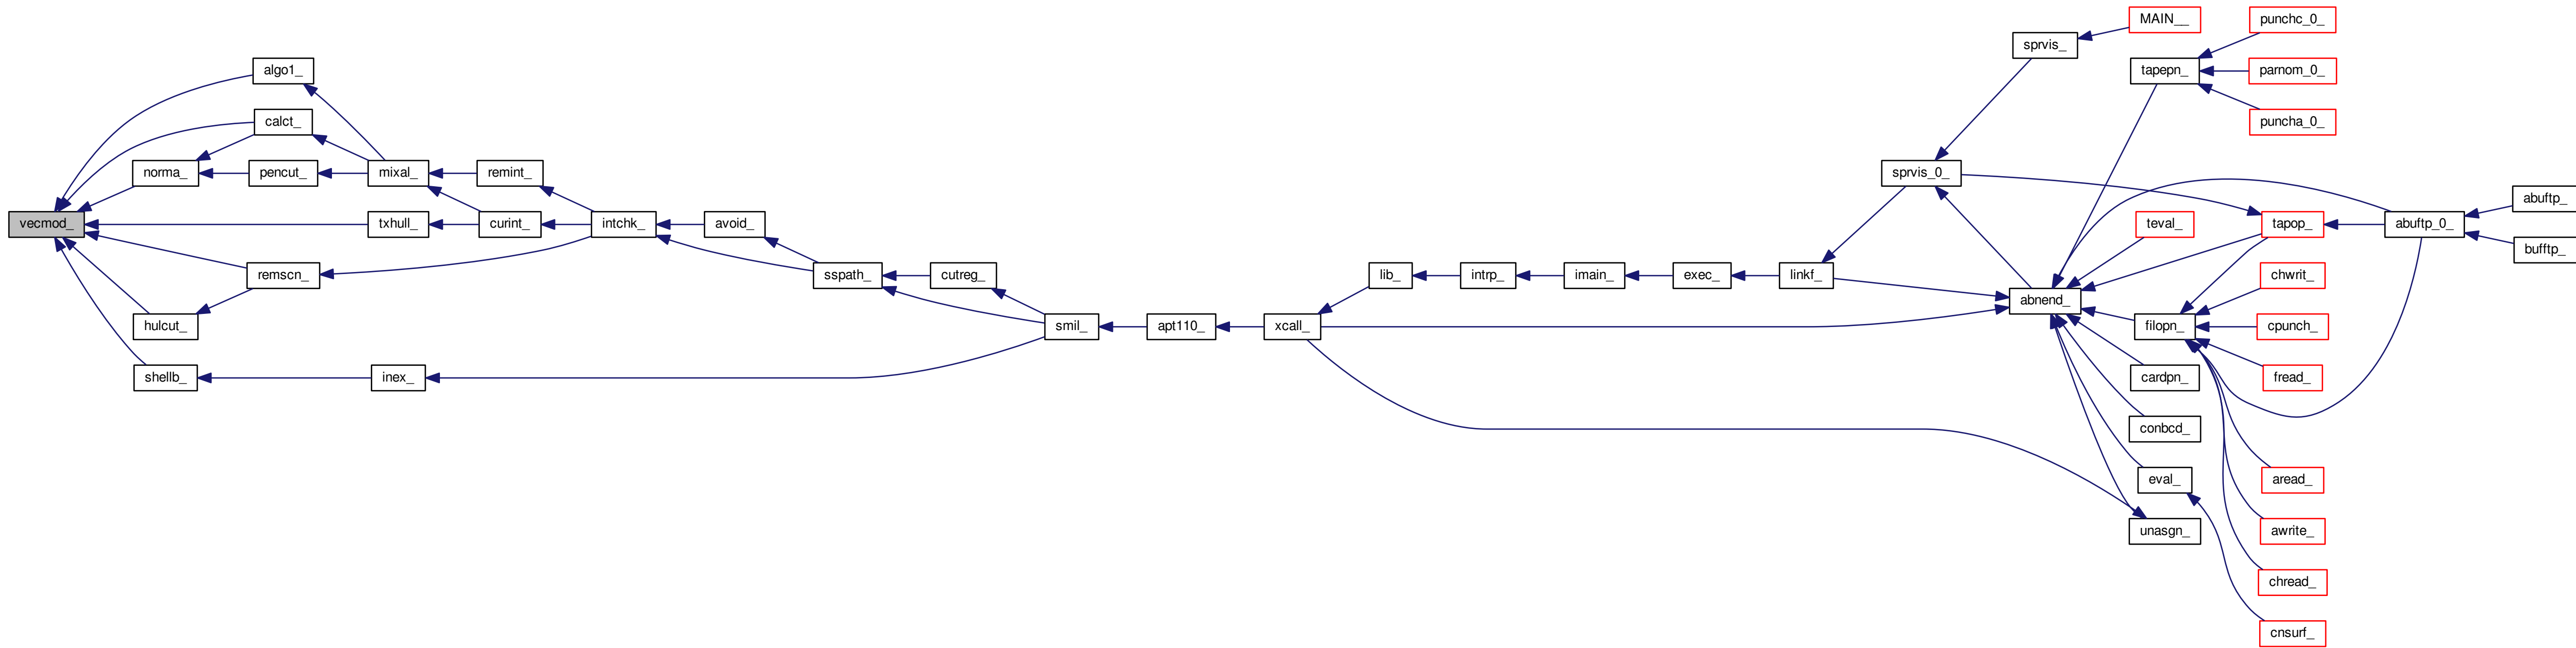 vecmod_
algo1_
calct_
norma_
pencut_
mixal_
remint_
txhull_
curint_
intchk_
avoid_
remscn_
hulcut_
shellb_
inex_
sspath_
cutreg_
smil_
apt110_
xcall_
lib_
intrp_
imain_
exec_
linkf_
sprvis_0_
sprvis_
MAIN__
abnend_
tapepn_
punchc_0_
parnom_0_
puncha_0_
teval_
tapop_
abuftp_0_
abuftp_
bufftp_
filopn_
chwrit_
cpunch_
fread_
cardpn_
conbcd_
eval_
unasgn_
aread_
awrite_
chread_
cnsurf_